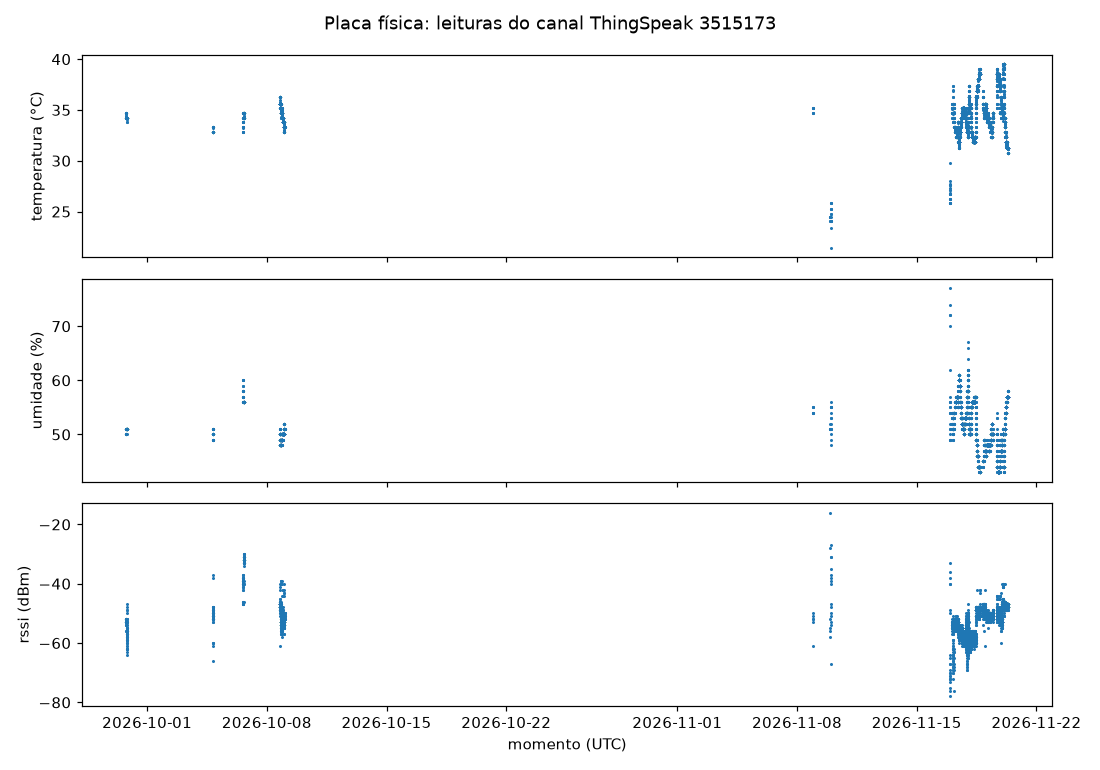 Placa física: leituras do canal ThingSpeak 3515173
temperatura (°C)
40
35
30
25
umidade (%)
70
60
50
rssi (dBm)
−20
−40
−60
−80
2026-10-01 2026-10-08 2026-10-15 2026-10-22 2026-11-01 2026-11-08 2026-11-15 2026-11-22
momento (UTC)